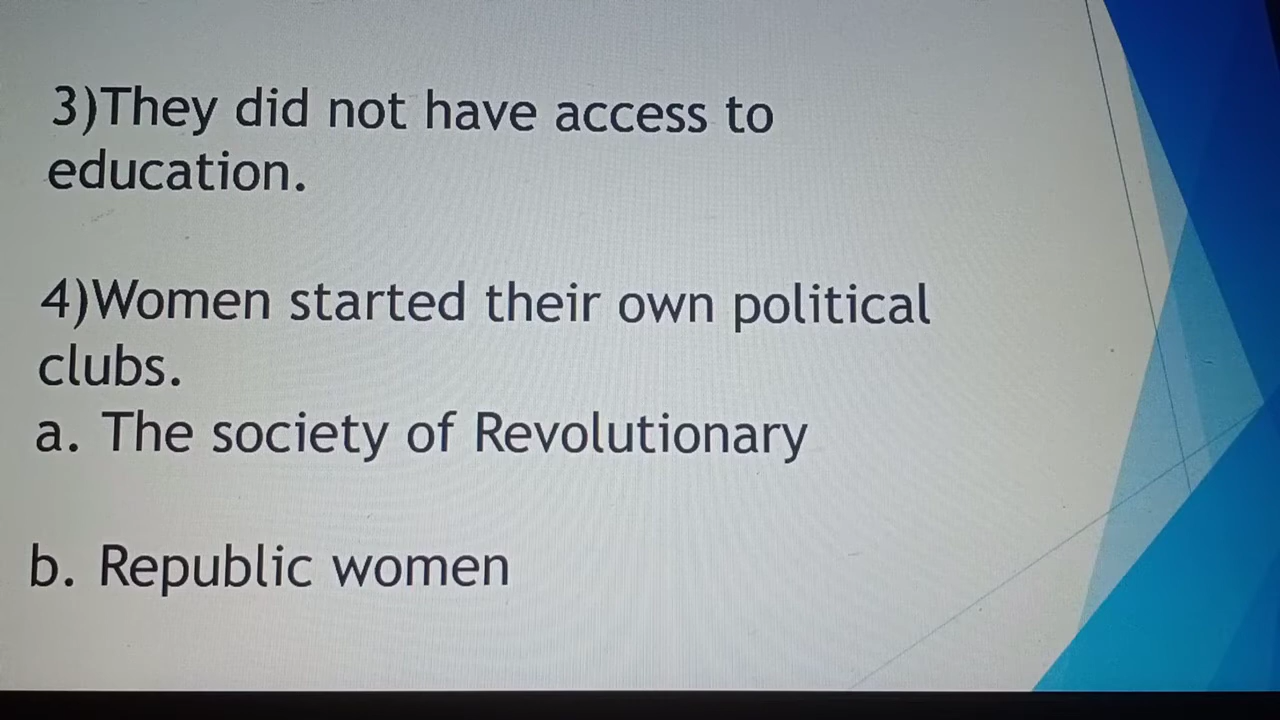 3)They did not have access to
education.
4)Women started their own political
clubs.
a. The society of Revolutionary
b. Republic women